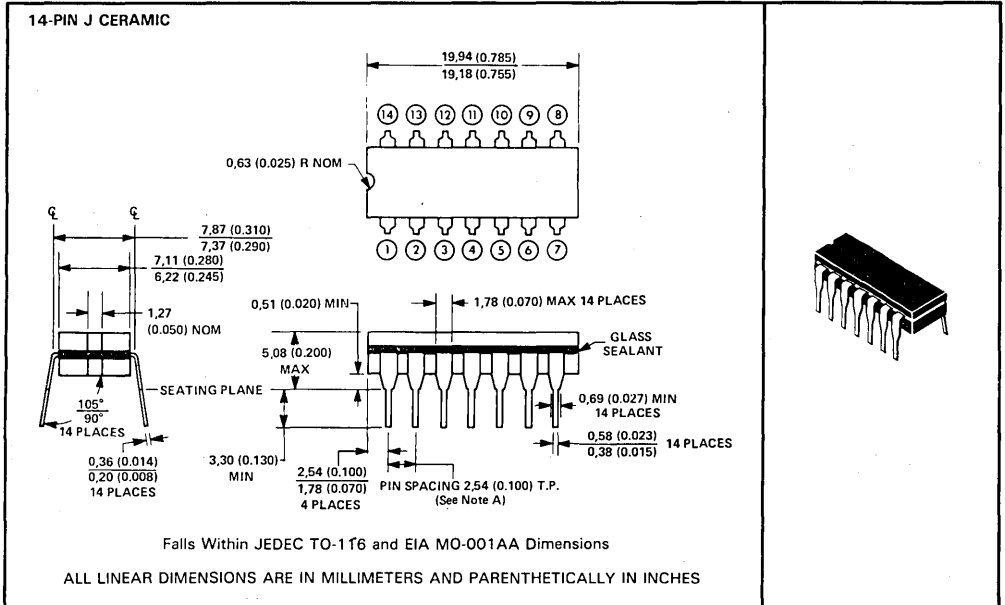 14-PIN J CERAMIC
19,94 (0.785)
19,18 (0.755)
14 13 12 11 10 9 8
0,63 (0.025) R NOM
1 2 3 4 5 6 7
℄ ℄
7,87 (0.310)
7,37 (0.290)
7,11 (0.280)
6,22 (0.245)
1,27
(0.050) NOM
0,51 (0.020) MIN
1,78 (0.070) MAX 14 PLACES
5,08 (0.200)
MAX
GLASS
SEALANT
SEATING PLANE
105°
90°
14 PLACES
0,69 (0.027) MIN
14 PLACES
0,58 (0.023)
0,38 (0.015)
14 PLACES
0,36 (0.014)
0,20 (0.008)
14 PLACES
3,30 (0.130)
MIN
2,54 (0.100)
1,78 (0.070)
4 PLACES
PIN SPACING 2,54 (0.100) T.P.
(See Note A)
Falls Within JEDEC TO-116 and EIA MO-001AA Dimensions
ALL LINEAR DIMENSIONS ARE IN MILLIMETERS AND PARENTHETICALLY IN INCHES